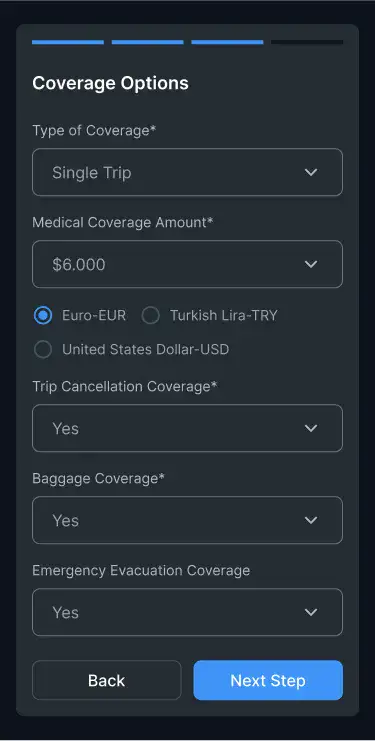 Coverage Options
Type of Coverage*
Single Trip
Medical Coverage Amount*
$6.000
Euro-EUR Turkish Lira-TRY
United States Dollar-USD
Trip Cancellation Coverage*
Yes
Baggage Coverage*
Yes
Emergency Evacuation Coverage
Yes
Back Next Step